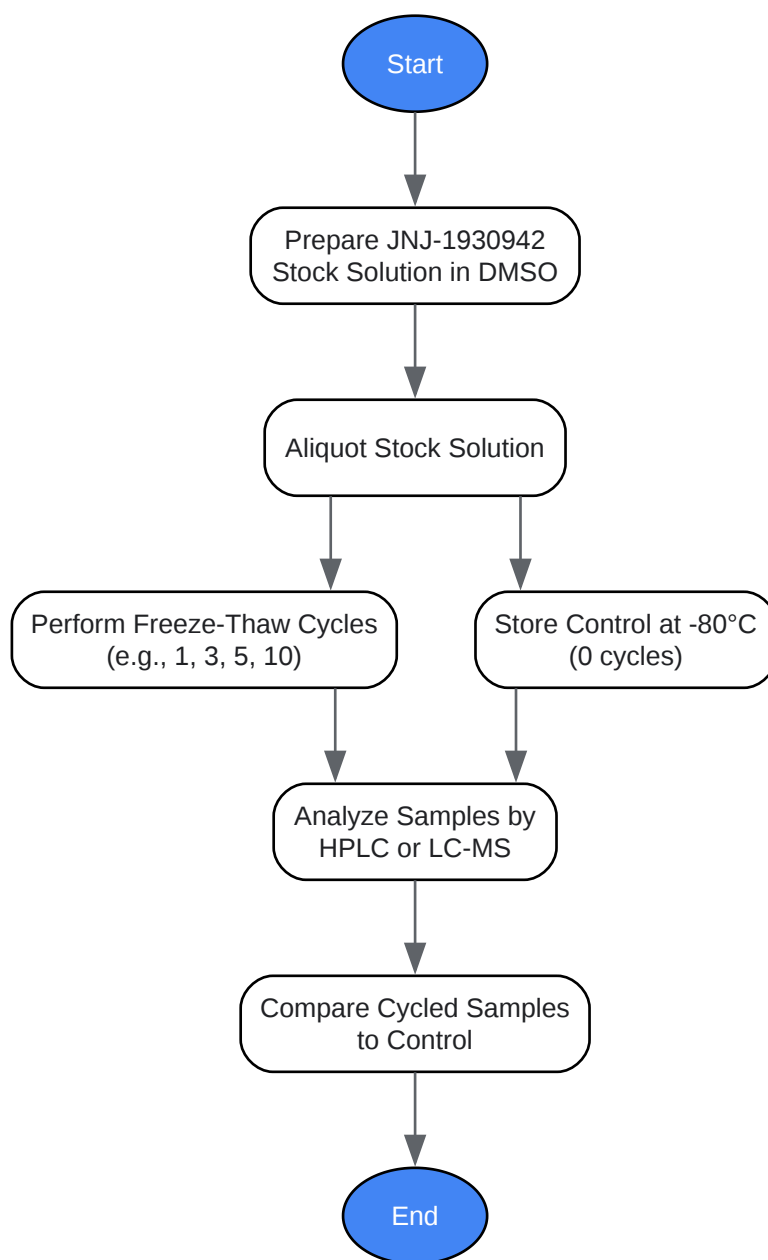 Start
Prepare JNJ-1930942
Stock Solution in DMSO
Aliquot Stock Solution
Perform Freeze-Thaw Cycles
(e.g., 1, 3, 5, 10)
Store Control at -80°C
(0 cycles)
Analyze Samples by
HPLC or LC-MS
Compare Cycled Samples
to Control
End